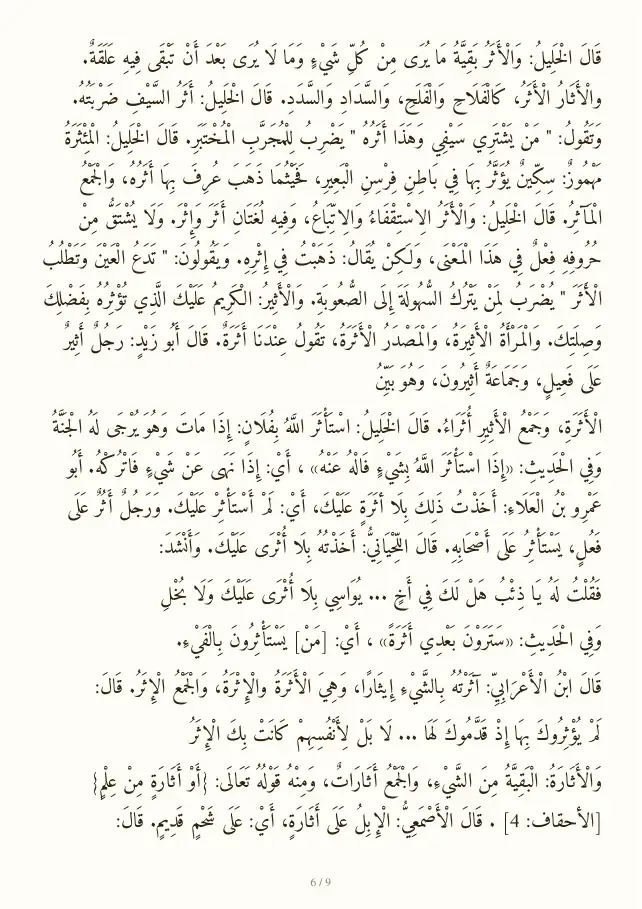 قَالَ الْخَلِيلُ: وَالْأَثَرُ بَقِيَّةُ مَا يُرَى مِنْ كُلِّ شَيْءٍ وَمَا لَا يُرَى بَعْدَ أَنْ تَبْقَى فِيهِ عَلَقَةٌ.
والْأَثَارُ الْأَثَرُ، كَالْفَلَاحِ وَالْفَلَحِ، وَالسَّدَادِ وَالسَّدَدِ. قَالَ الْخَلِيلُ: أَثَرُ السَّيْفِ ضَرْبَتُهُ.
وَتَقُولُ: " مَنْ يَشْتَرِي سَيْفِي وَهَذَا أَثَرُهُ " يَضْرِبُ لِلْمُجَرَّبِ الْمُخْتَبَرِ. قَالَ الْخَلِيلُ: الْمِئْثَرَةُ
مَهْمُوزٌ: سِكِّينٌ يُؤَثَّرُ بِهَا فِي بَاطِنِ فِرْسِنِ الْبَعِيرِ، فَحَيْثُمَا ذَهَبَ عُرِفَ بِهَا أَثَرُهُ، وَالْجَمْعُ
الْمَآثِرُ. قَالَ الْخَلِيلُ: وَالْأَثَرُ الِاسْتِقْفَاءُ وَالِاتِّبَاعُ، وَفِيهِ لُغَتَانِ أَثَرَ وَإِثْرَ. وَلَا يُشْتَقُّ مِنْ
حُرُوفِهِ فِعْلٌ فِي هَذَا الْمَعْنَى، وَلَكِنْ يُقَالُ: ذَهَبْتُ فِي إِثْرِهِ. وَيَقُولُونَ: " تَدَعُ الْعَيْنَ وَتَطْلُبُ
الْأَثَرَ " يُضْرَبُ لِمَنْ يَتْرُكُ السُّهُولَةَ إِلَى الصُّعُوبَةِ. وَالْأَثِيرُ: الْكَرِيمُ عَلَيْكَ الَّذِي تُؤْثِرُهُ بِفَضْلِكَ
وَصِلَتِكَ. وَالْمَرْأَةُ الْأَثِيرَةُ، وَالْمَصْدَرُ الْأَثَرَةُ، تَقُولُ عِنْدَنَا أَثَرَةٌ. قَالَ أَبُو زَيْدٍ: رَجُلٌ أَثِيرٌ
عَلَى فَعِيلٍ، وَجَمَاعَةٌ أَثِيرُونَ، وَهُوَ بَيِّنُ
الْأَثَرَةِ، وَجَمْعُ الْأَثِيرِ أُثَرَاءُ. قَالَ الْخَلِيلُ: اسْتَأْثَرَ اللَّهُ بِفُلَانٍ: إِذَا مَاتَ وَهُوَ يُرْجَى لَهُ الْجَنَّةُ
وَفِي الْحَدِيثِ: «إِذَا اسْتَأْثَرَ اللَّهُ بِشَيْءٍ فَالْهُ عَنْهُ» ، أَيْ: إِذَا نَهَى عَنْ شَيْءٍ فَاتْرُكْهُ. أَبُو
عَمْرِو بْنُ الْعَلَاءِ: أَخَذْتُ ذَلِكَ بِلَا أَثَرَةٍ عَلَيْكَ، أَيْ: لَمْ أَسْتَأْثِرْ عَلَيْكَ. وَرَجُلٌ أَثُرٌ عَلَى
فَعُلٍ، يَسْتَأْثِرُ عَلَى أَصْحَابِهِ. قَالَ اللِّحْيَانِيُّ: أَخَذْتُهُ بِلَا أُثْرَى عَلَيْكَ. وَأَنْشَدَ:
فَقُلْتُ لَهُ يَا ذِئْبُ هَلْ لَكَ فِي أَخٍ ... يُوَاسِي بِلَا أُثْرَى عَلَيْكَ وَلَا بُخْلِ
وَفِي الْحَدِيثِ: «سَتَرَوْنَ بَعْدِي أَثَرَةً» ، أَيْ: [مَنْ] يَسْتَأْثِرُونَ بِالْفَيْءِ.
قَالَ ابْنُ الْأَعْرَابِيِّ: آثَرْتُهُ بِالشَّيْءِ إِيثَارًا، وَهِيَ الْأَثَرَةُ والْإِثْرَةُ، وَالْجَمْعُ الْإِثَرُ. قَالَ:
لَمْ يُؤْثِرُوكَ بِهَا إِذْ قَدَّمُوكَ لَهَا ... لَا بَلْ لِأَنْفُسِهِمْ كَانَتْ بِكَ الْإِثَرُ
وَالْأَثَارَةُ: الْبَقِيَّةُ مِنَ الشَّيْءِ، وَالْجَمْعُ أَثَارَاتٌ، وَمِنْهُ قَوْلُهُ تَعَالَى: {أَوْ أَثَارَةٍ مِنْ عِلْمٍ}
[الأحقاف: 4] . قَالَ الْأَصْمَعِيُّ: الْإِبِلُ عَلَى أَثَارَةٍ، أَيْ: عَلَى شَحْمٍ قَدِيمٍ. قَالَ:
6 / 9